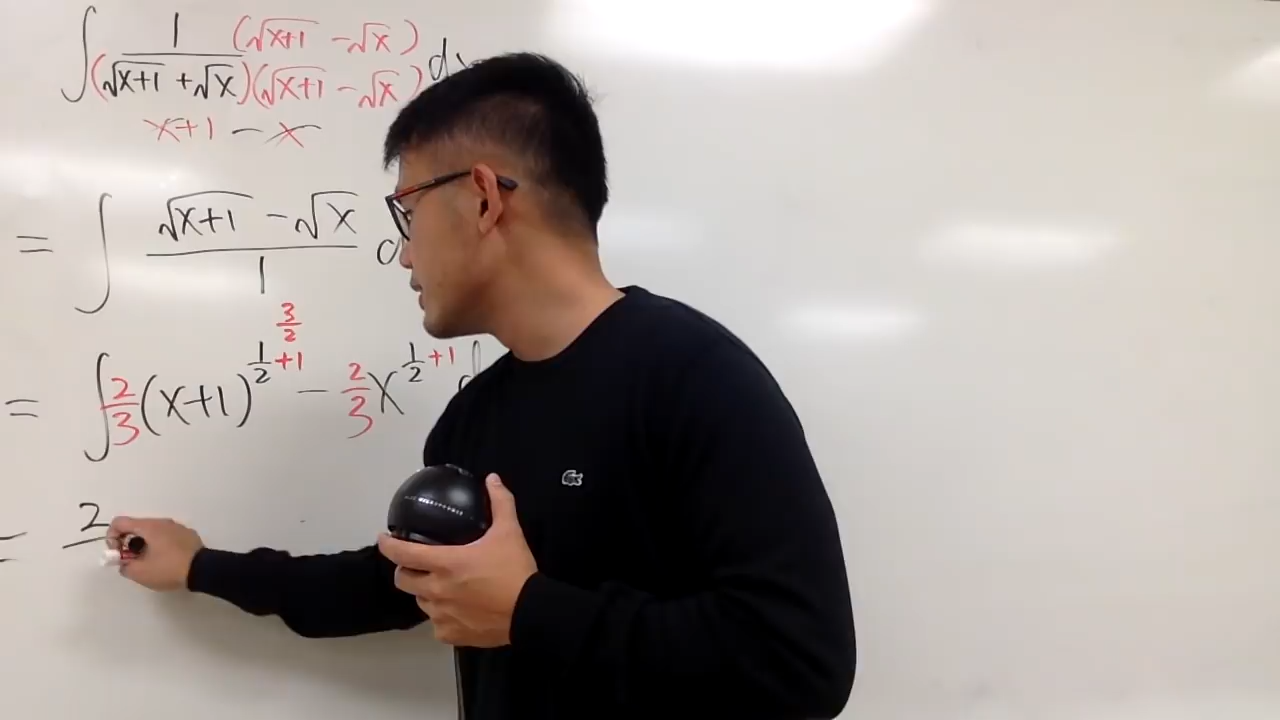 ∫ 1 (√x+1 - √x) / (√x+1 + √x)(√x+1 - √x) dx
x+1 - x
= ∫ √x+1 - √x / 1 d
3/2
= ∫ 2/3 (x+1)^1/2 +1 - 2/3 x^1/2 +1 d
= 2